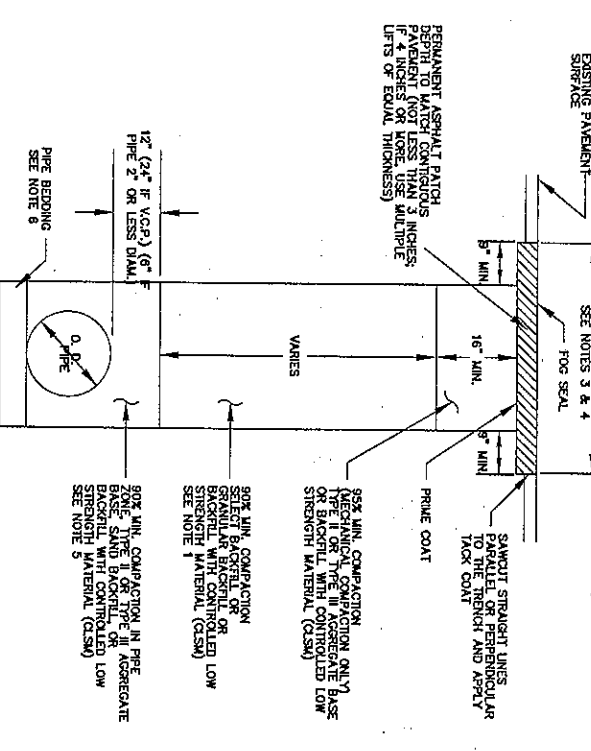 EXISTING PAVEMENT
SURFACE
SEE NOTES 3 & 4
FOG SEAL
SAWCUT STRAIGHT LINES
PARALLEL OR PERPENDICULAR
TO THE TRENCH AND APPLY
TACK COAT
9" MIN.
9" MIN.
PRIME COAT
PERMANENT ASPHALT PATCH
DEPTH TO MATCH CONTIGUOUS
PAVEMENT (NOT LESS THAN 3 INCHES;
IF 4 INCHES OR MORE, USE MULTIPLE
LIFTS OF EQUAL THICKNESS)
16" MIN.
95% MIN. COMPACTION
(MECHANICAL COMPACTION ONLY)
TYPE II OR TYPE III AGGREGATE BASE
OR BACKFILL WITH CONTROLLED LOW
STRENGTH MATERIAL (CLSM)
VARIES
90% MIN. COMPACTION
SELECT BACKFILL OR
GRANULAR BACKFILL OR
BACKFILL WITH CONTROLLED LOW
STRENGTH MATERIAL (CLSM)
SEE NOTE 1
12" (24" IF V.C.P.) (6" IF
PIPE 2" OR LESS DIAM.)
90% MIN. COMPACTION IN PIPE
ZONE, TYPE II OR TYPE III AGGREGATE
BASE, SAND BACKFILL, OR
BACKFILL WITH CONTROLLED LOW
STRENGTH MATERIAL (CLSM)
SEE NOTE 5
O. D.
PIPE
PIPE BEDDING
SEE NOTE 6